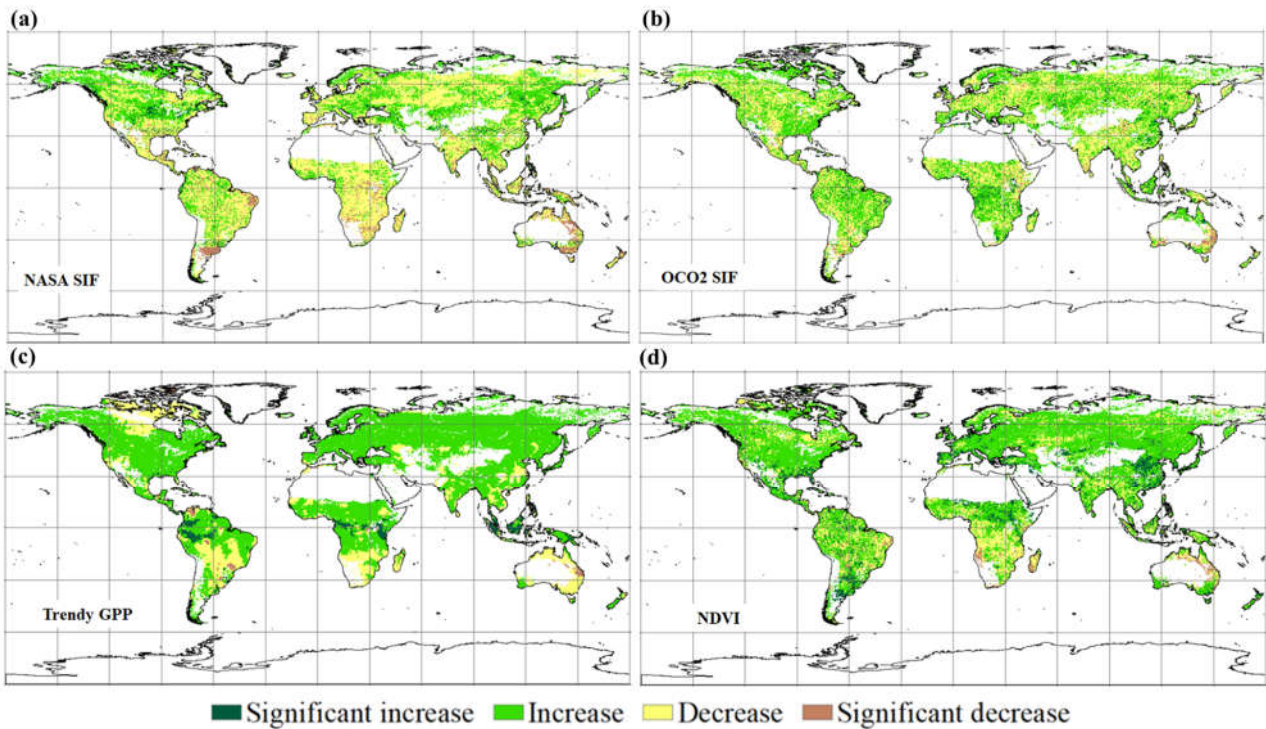 (a)
(b)
NASA SIF
OCO2 SIF
(c)
(d)
Trendy GPP
NDVI
Significant increase Increase Decrease Significant decrease